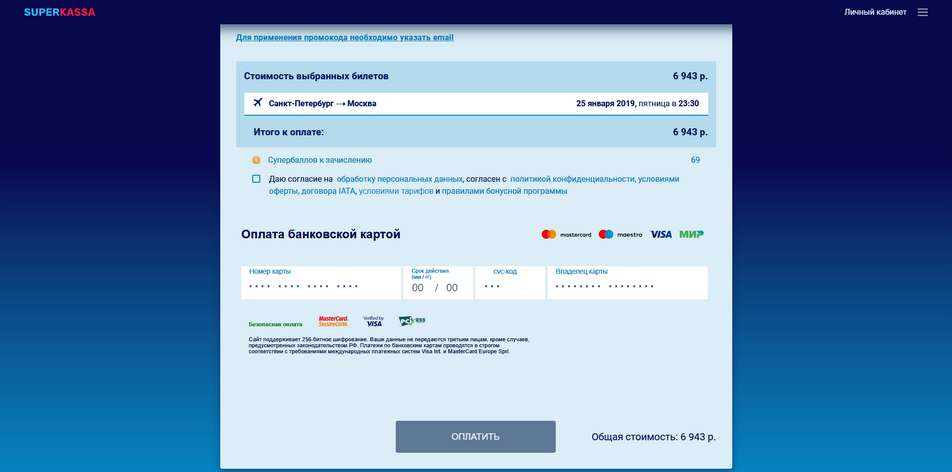 SUPERKASSA
Личный кабинет
Для применения промокода необходимо указать email
Стоимость выбранных билетов 6 943 р.
Санкт-Петербург → Москва 25 января 2019, пятница в 23:30
Итого к оплате: 6 943 р.
Супербаллов к зачислению 69
Даю согласие на обработку персональных данных, согласен с политикой конфиденциальности, условиями
оферты, договора IATA, условиями тарифов и правилами бонусной программы
Оплата банковской картой mastercard maestro VISA МИР
Номер карты Срок действия CVC-код Владелец карты
(мм / гг)
00 / 00
Безопасная оплата MasterCard. SecureCode. Verified by VISA PCI DSS
Сайт поддерживает 256-битное шифрование. Ваши данные не передаются третьим лицам, кроме случаев,
предусмотренных законодательством РФ. Платежи по банковским картам проводятся в строгом
соответствии с требованиями международных платежных систем Visa Int. и MasterCard Europe Sprl.
ОПЛАТИТЬ Общая стоимость: 6 943 р.